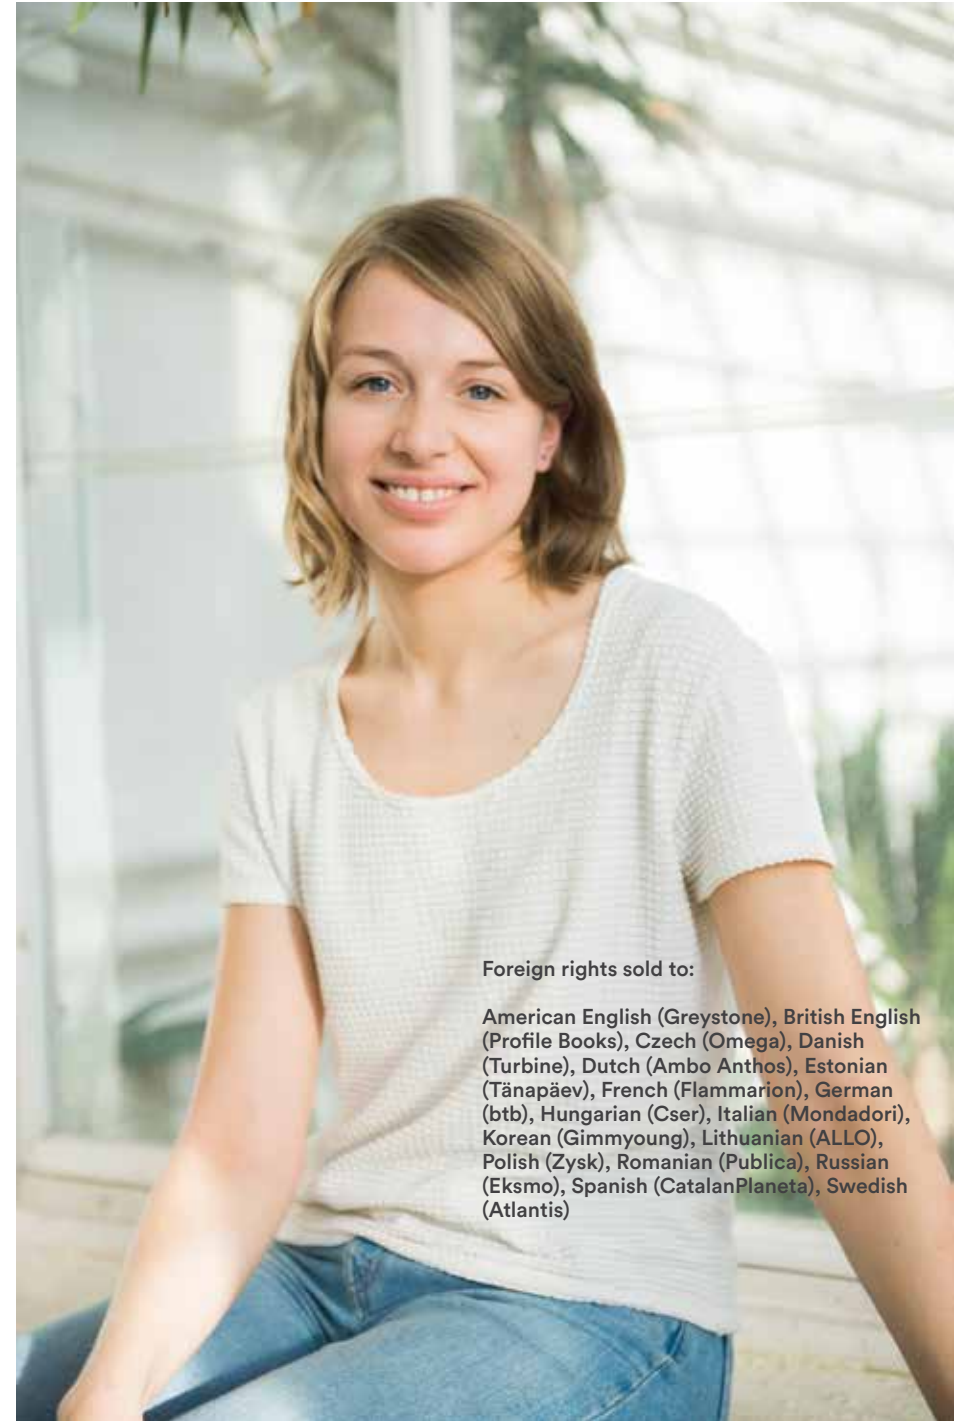 Foreign rights sold to:
American English (Greystone), British English
(Profile Books), Czech (Omega), Danish
(Turbine), Dutch (Ambo Anthos), Estonian
(Tänapäev), French (Flammarion), German
(btb), Hungarian (Cser), Italian (Mondadori),
Korean (Gimmyoung), Lithuanian (ALLO),
Polish (Zysk), Romanian (Publica), Russian
(Eksmo), Spanish (CatalanPlaneta), Swedish
(Atlantis)